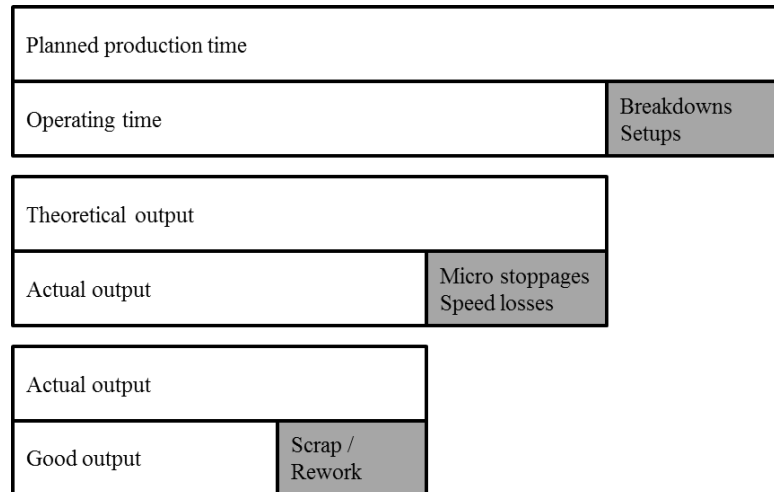 Planned production time
Operating time
Breakdowns
Setups
Theoretical output
Actual output
Micro stoppages
Speed losses
Actual output
Good output
Scrap /
Rework